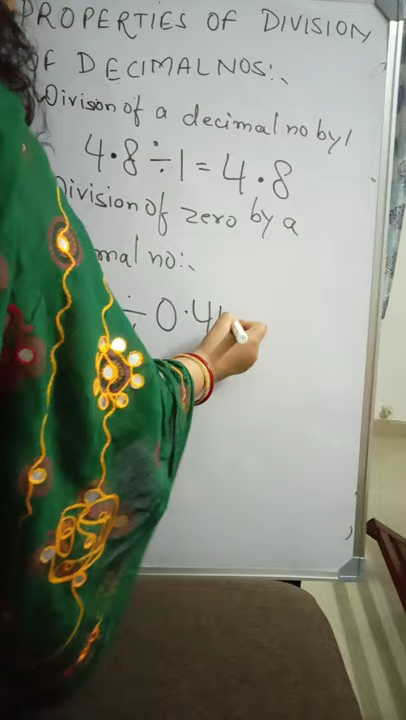 PROPERTIES OF DIVISION
OF DECIMAL NOS:-
Division of a decimal no by 1
4.8 ÷ 1 = 4.8
Division of zero by a
mal no:-
÷ 0.4